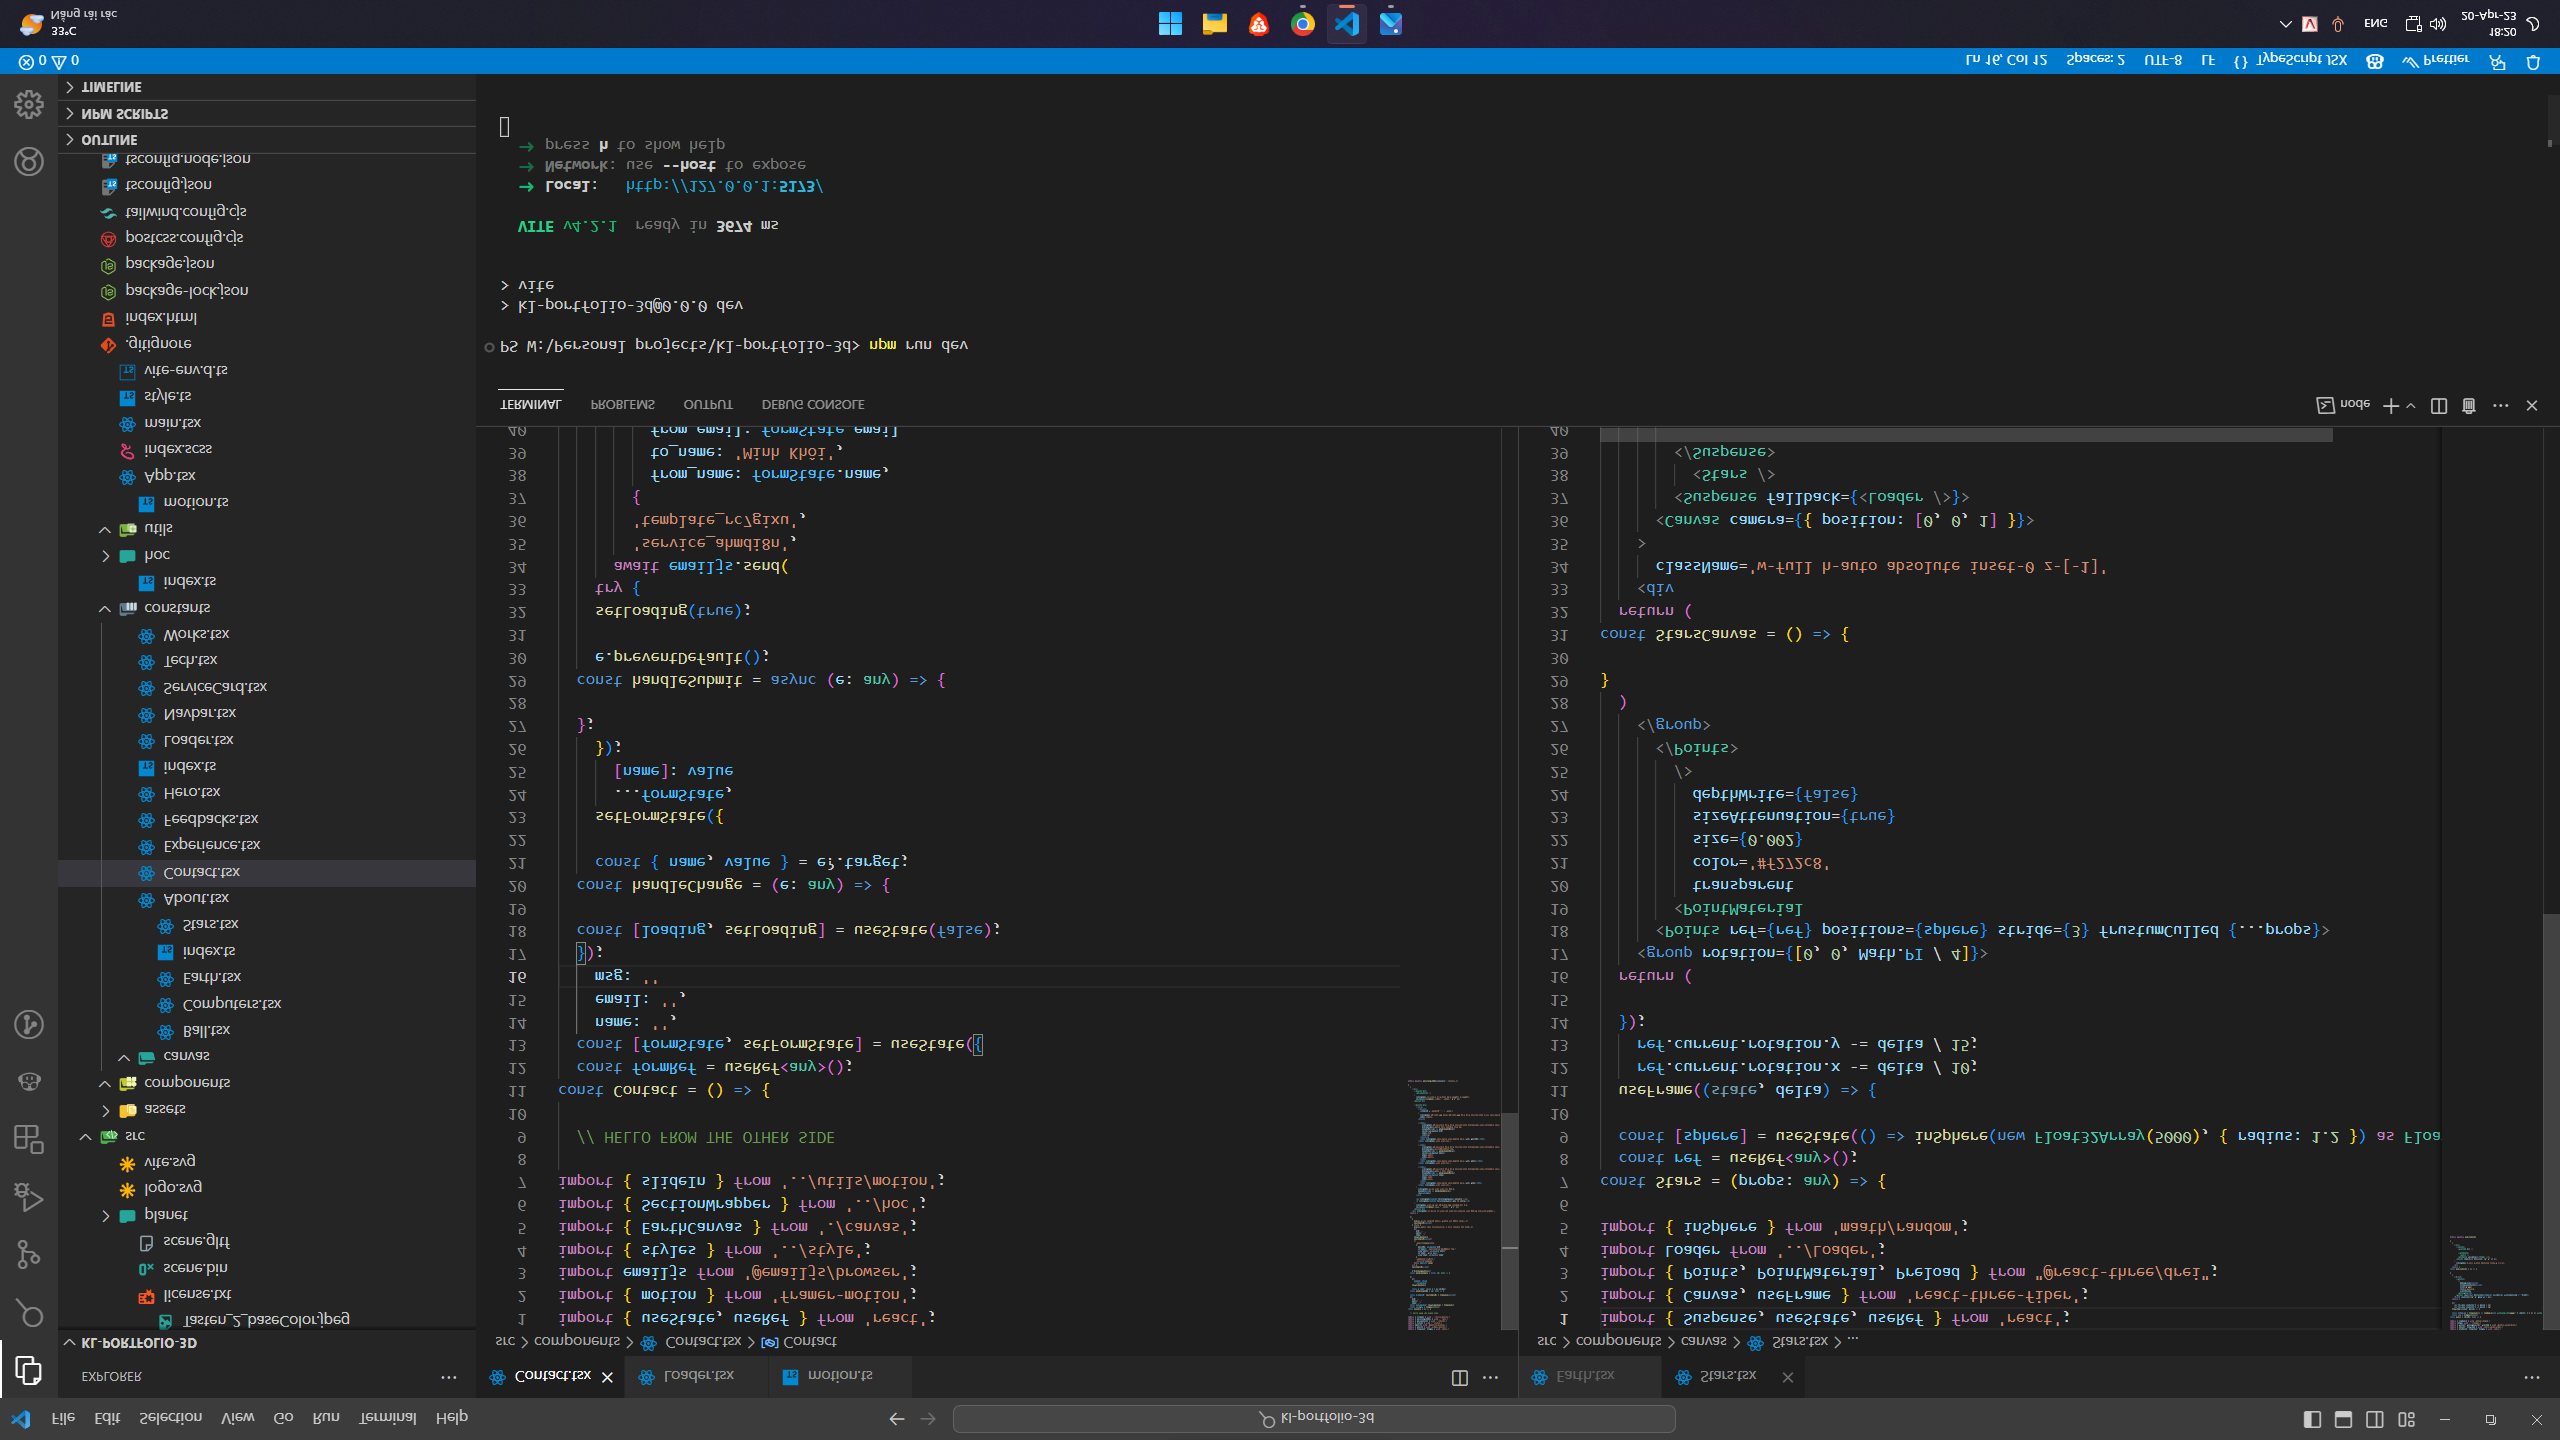 File Edit Selection View Go Run Terminal Help
kl-portfolio-3d
EXPLORER
KL-PORTFOLIO-3D
Tasten_2_baseColor.jpeg
license.txt
scene.bin
scene.gltf
planet
logo.svg
vite.svg
src
assets
components
canvas
Ball.tsx
Computers.tsx
Earth.tsx
index.ts
Stars.tsx
About.tsx
Contact.tsx
Experience.tsx
Feedbacks.tsx
Hero.tsx
index.ts
Loader.tsx
Navbar.tsx
ServiceCard.tsx
Tech.tsx
Works.tsx
constants
index.ts
hoc
utils
motion.ts
App.tsx
index.scss
main.tsx
style.ts
vite-env.d.ts
.gitignore
index.html
package-lock.json
package.json
postcss.config.cjs
tailwind.config.cjs
tsconfig.json
tsconfig.node.json
OUTLINE
NPM SCRIPTS
TIMELINE
Contact.tsx Loader.tsx motion.ts
src > components > Contact.tsx > Contact
1 import { useState, useRef } from 'react';
2 import { motion } from 'framer-motion';
3 import emailjs from '@emailjs/browser';
4 import { styles } from '../style';
5 import { EarthCanvas } from './canvas';
6 import { SectionWrapper } from '../hoc';
7 import { slideIn } from '../utils/motion';
8
9 // HELLO FROM THE OTHER SIDE
10
11 const Contact = () => {
12 const formRef = useRef<any>();
13 const [formState, setFormState] = useState({
14 name: '',
15 email: '',
16 msg: ''
17 });
18 const [loading, setLoading] = useState(false);
19
20 const handleChange = (e: any) => {
21 const { name, value } = e?.target;
22
23 setFormState({
24 ...formState,
25 [name]: value
26 });
27 };
28
29 const handleSubmit = async (e: any) => {
30 e.preventDefault();
31
32 setLoading(true);
33 try {
34 await emailjs.send(
35 'service_ahmdi8n',
36 'template_rc7gixu',
37 {
38 from_name: formState.name,
39 to_name: 'Minh Khôi',
40 from_email: formState.email
Earth.tsx Stars.tsx
src > components > canvas > Stars.tsx > ...
1 import { Suspense, useState, useRef } from 'react';
2 import { Canvas, useFrame } from 'react-three-fiber';
3 import { Points, PointMaterial, Preload } from "@react-three/drei";
4 import Loader from '../Loader';
5 import { inSphere } from 'maath/random';
6
7 const Stars = (props: any) => {
8 const ref = useRef<any>();
9 const [sphere] = useState(() => inSphere(new Float32Array(5000), { radius: 1.2 }) as Floa
10
11 useFrame((state, delta) => {
12 ref.current.rotation.x -= delta / 10;
13 ref.current.rotation.y -= delta / 15;
14 });
15
16 return (
17 <group rotation={[0, 0, Math.PI / 4]}>
18 <Points ref={ref} positions={sphere} stride={3} frustumCulled {...props}>
19 <PointMaterial
20 transparent
21 color='#f272c8'
22 size={0.002}
23 sizeAttenuation={true}
24 depthWrite={false}
25 />
26 </Points>
27 </group>
28 )
29 }
30
31 const StarsCanvas = () => {
32 return (
33 <div
34 className='w-full h-auto absolute inset-0 z-[-1]'
35 >
36 <Canvas camera={{ position: [0, 0, 1] }}>
37 <Suspense fallback={<Loader />}>
38 <Stars />
39 </Suspense>
40
TERMINAL PROBLEMS OUTPUT DEBUG CONSOLE
node
PS W:\Personal projects\kl-portfolio-3d> npm run dev
> kl-portfolio-3d@0.0.0 dev
> vite
VITE v4.2.1 ready in 3674 ms
➜ Local: http://127.0.0.1:5173/
➜ Network: use --host to expose
➜ press h to show help
0 0
Ln 16, Col 12 Spaces: 2 UTF-8 LF {} TypeScript JSX Prettier
33°C
Nắng rải rác
ENG
18:20
20-Apr-23